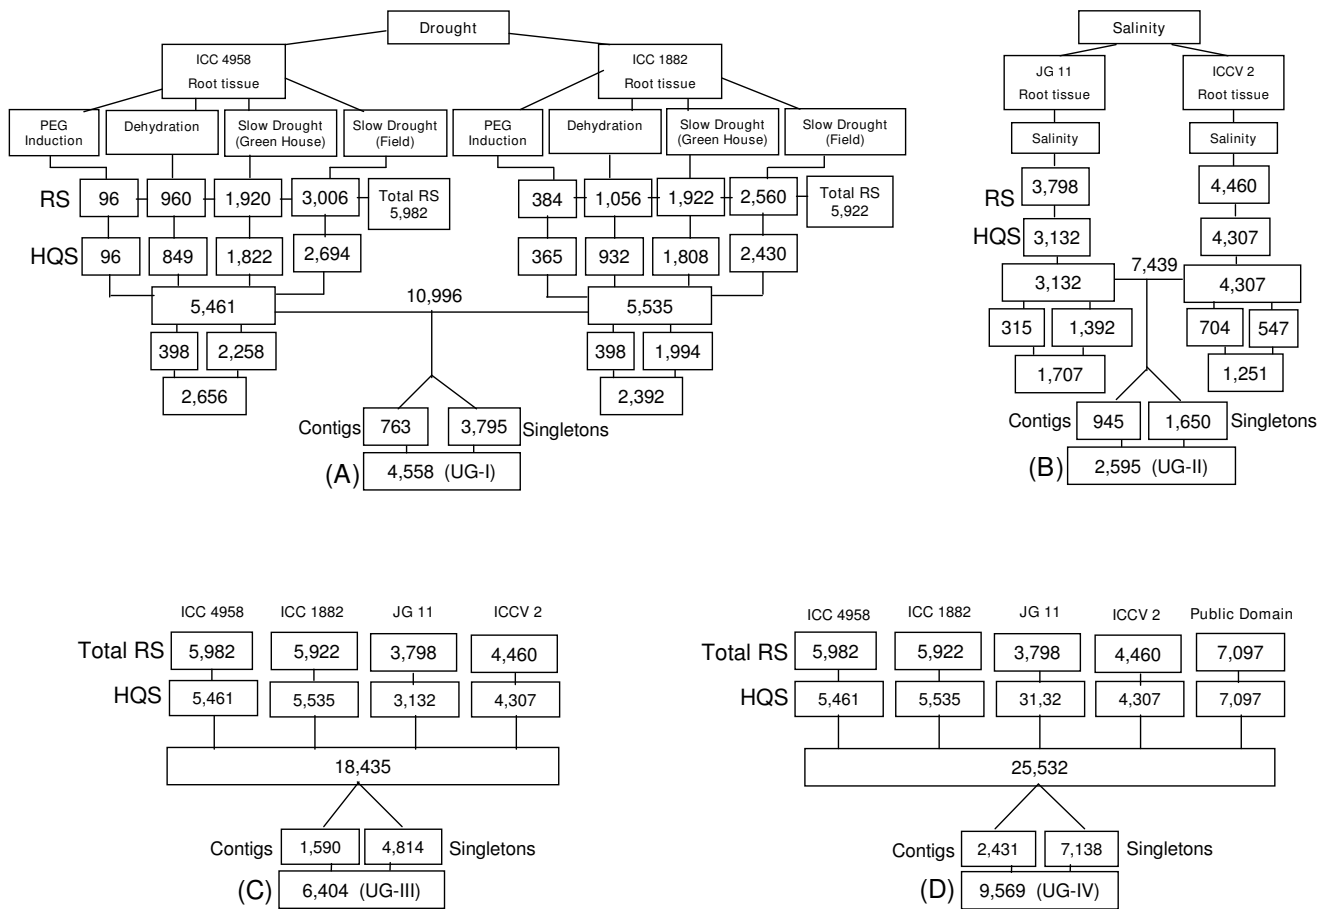 Drought
ICC 4958
Root tissue
ICC 1882
Root tissue
PEG
Induction
Dehydration
Slow Drought
(Green House)
Slow Drought
(Field)
PEG
Induction
Dehydration
Slow Drought
(Green House)
Slow Drought
(Field)
RS 96 960 1,920 3,006 Total RS
5,982
384 1,056 1,922 2,560 Total RS
5,922
HQS 96 849 1,822 2,694
365 932 1,808 2,430
5,461 10,996 5,535
398 2,258 398 1,994
2,656 2,392
Contigs 763 3,795 Singletons
(A) 4,558 (UG-I)
Salinity
JG 11
Root tissue
ICCV 2
Root tissue
Salinity Salinity
RS 3,798 4,460
HQS 3,132 4,307
3,132 7,439 4,307
315 1,392 704 547
1,707 1,251
Contigs 945 1,650 Singletons
(B) 2,595 (UG-II)
ICC 4958 ICC 1882 JG 11 ICCV 2
Total RS 5,982 5,922 3,798 4,460
HQS 5,461 5,535 3,132 4,307
18,435
Contigs 1,590 4,814 Singletons
(C) 6,404 (UG-III)
ICC 4958 ICC 1882 JG 11 ICCV 2 Public Domain
Total RS 5,982 5,922 3,798 4,460 7,097
HQS 5,461 5,535 31,32 4,307 7,097
25,532
Contigs 2,431 7,138 Singletons
(D) 9,569 (UG-IV)